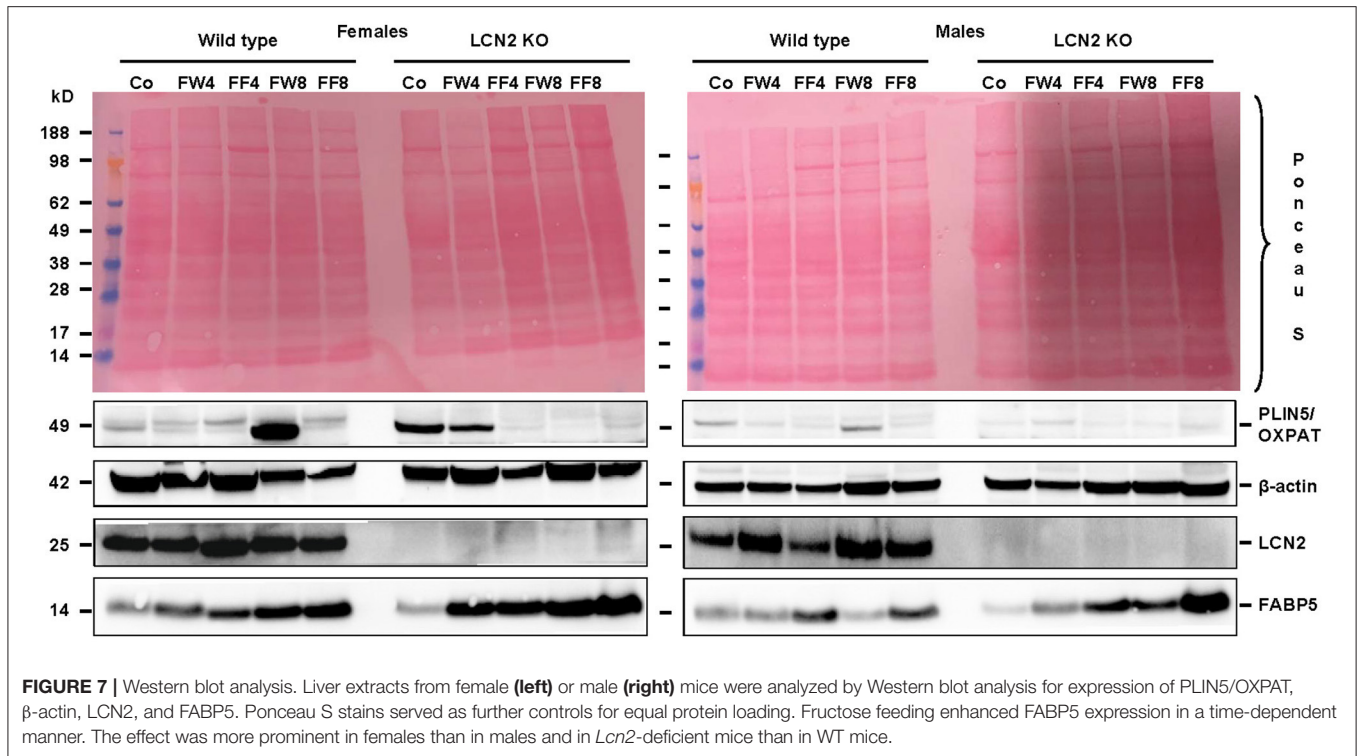 Females
Males
Wild type
LCN2 KO
Wild type
LCN2 KO
Co FW4 FF4 FW8 FF8
Co FW4 FF4 FW8 FF8
Co FW4 FF4 FW8 FF8
Co FW4 FF4 FW8 FF8
kD
188
98
62
49
38
28
17
14
Ponceau S
49
PLIN5/
OXPAT
42
β-actin
25
LCN2
14
FABP5
FIGURE 7 | Western blot analysis. Liver extracts from female (left) or male (right) mice were analyzed by Western blot analysis for expression of PLIN5/OXPAT,
β-actin, LCN2, and FABP5. Ponceau S stains served as further controls for equal protein loading. Fructose feeding enhanced FABP5 expression in a time-dependent
manner. The effect was more prominent in females than in males and in Lcn2-deficient mice than in WT mice.